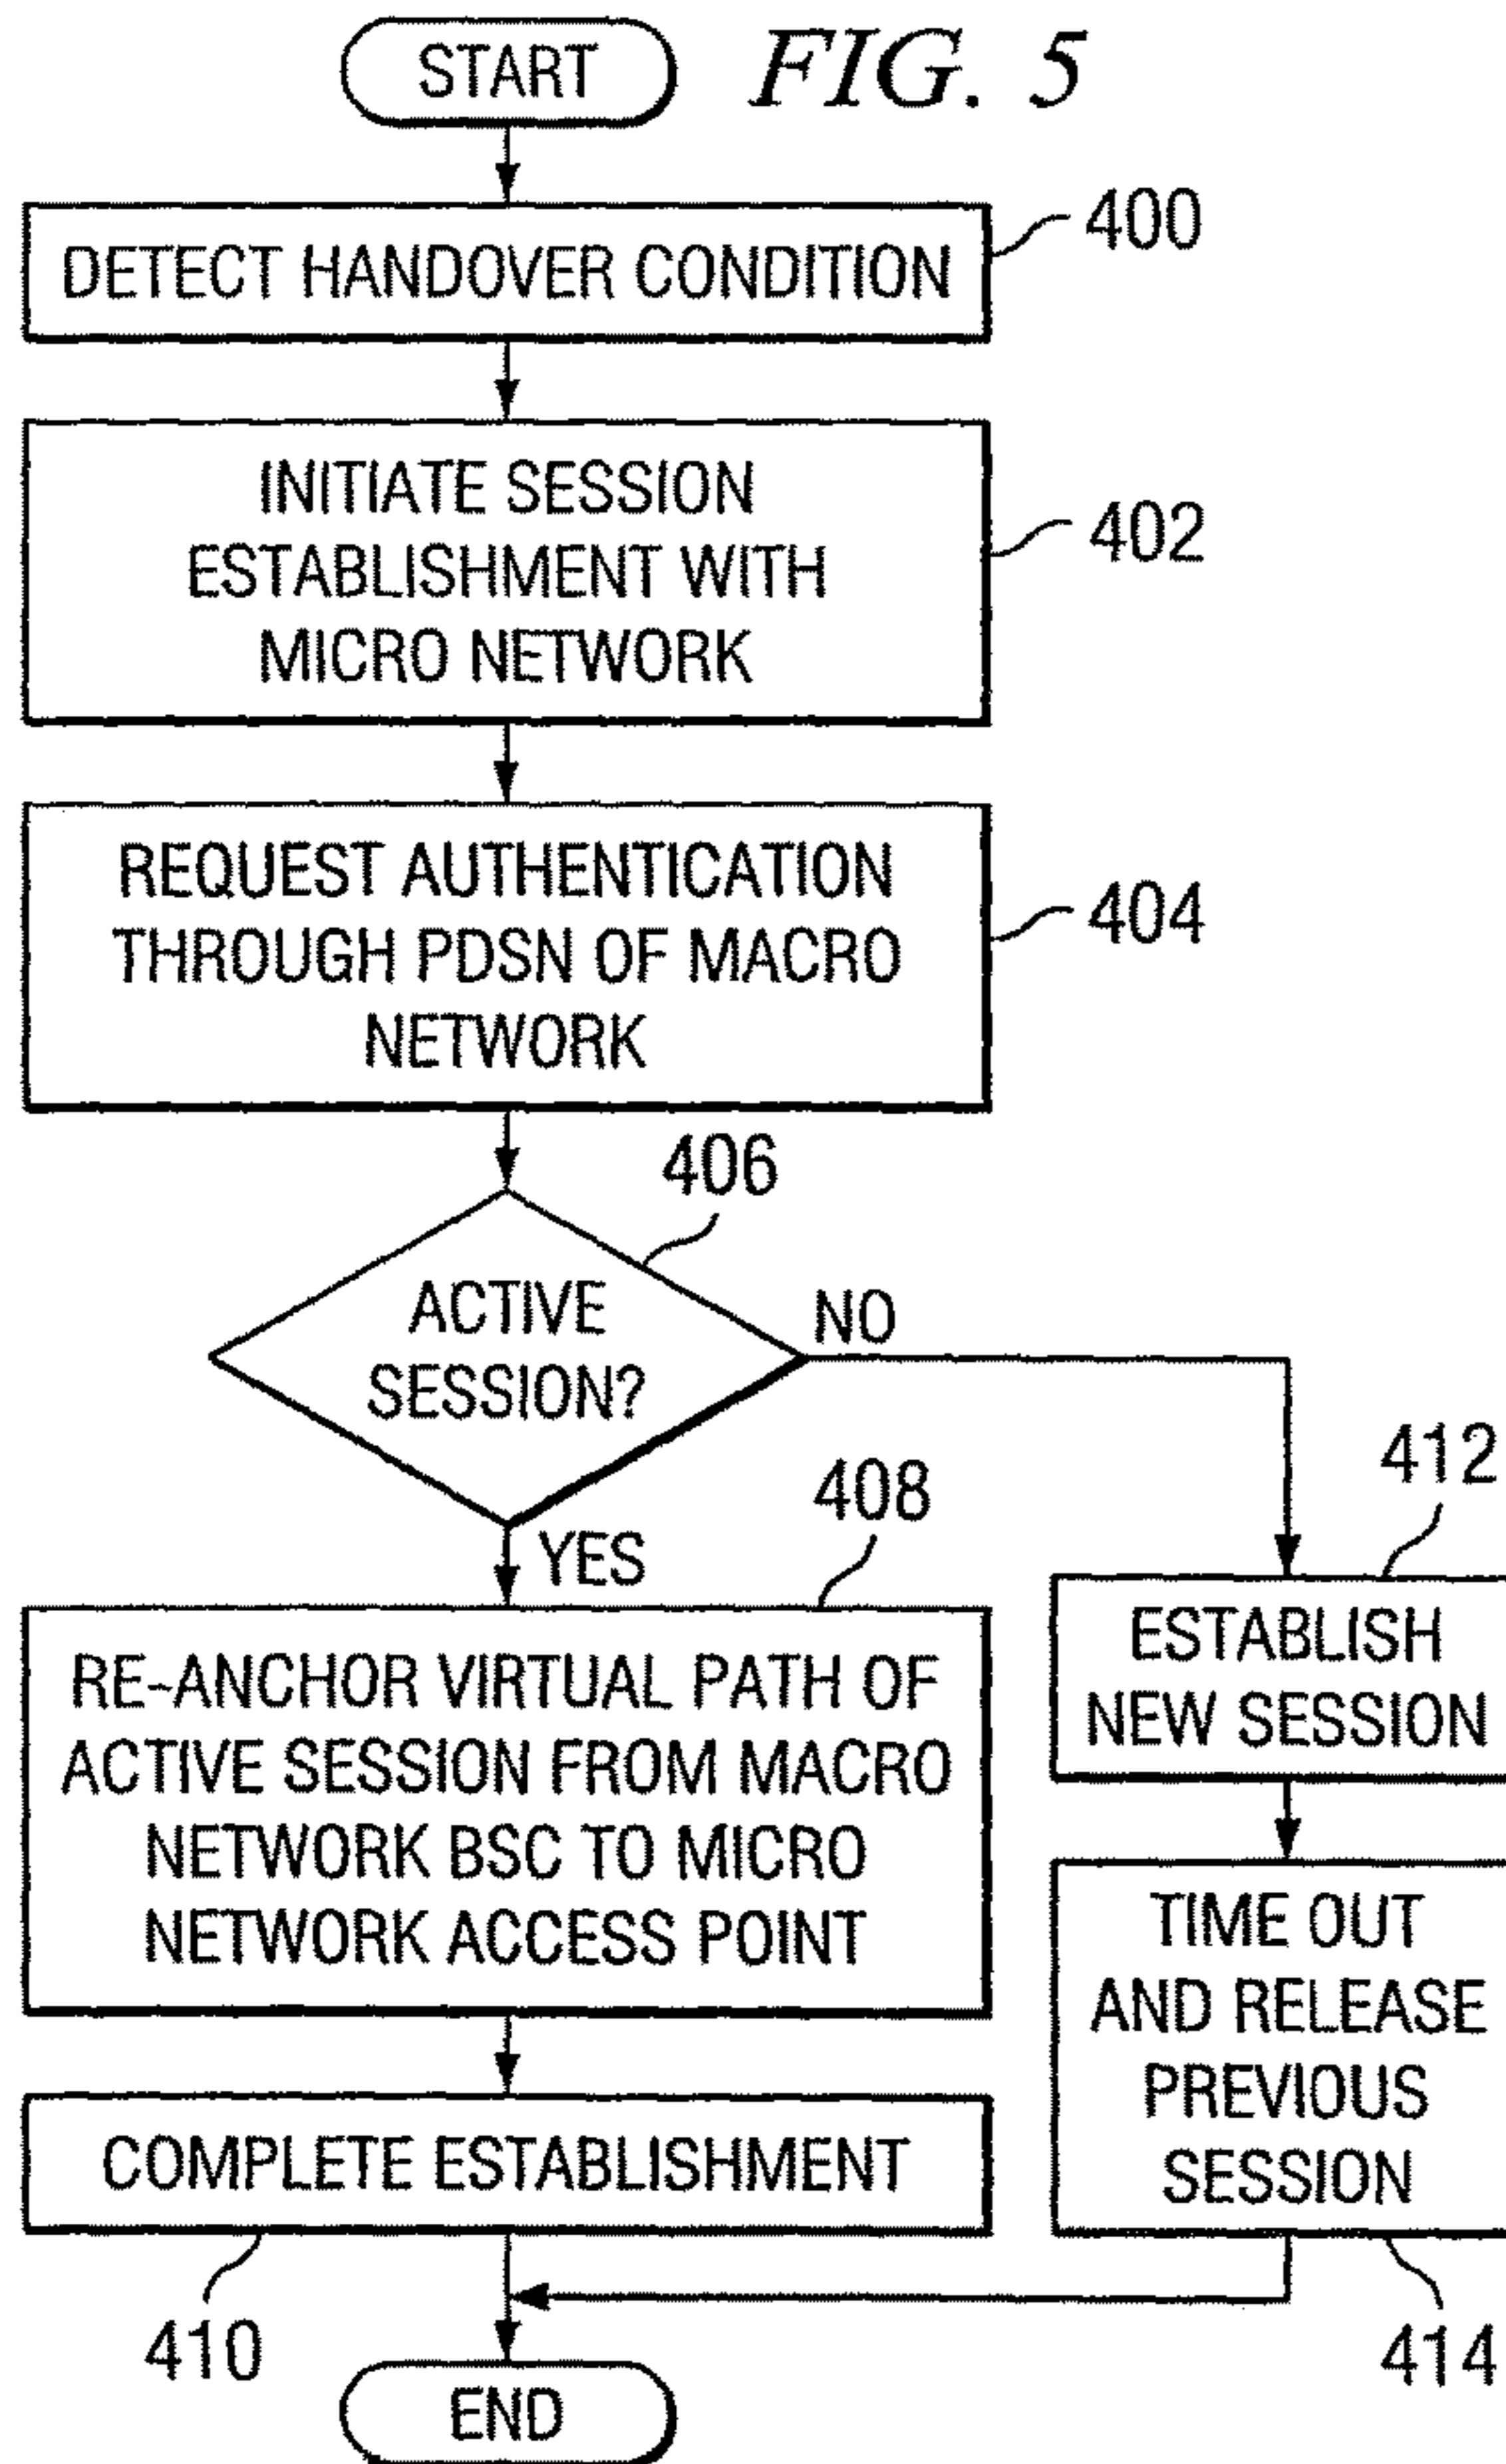 START
FIG. 5
DETECT HANDOVER CONDITION
400
INITIATE SESSION
ESTABLISHMENT WITH
MICRO NETWORK
402
REQUEST AUTHENTICATION
THROUGH PDSN OF MACRO
NETWORK
404
406
ACTIVE
SESSION?
NO
YES
408
RE-ANCHOR VIRTUAL PATH OF
ACTIVE SESSION FROM MACRO
NETWORK BSC TO MICRO
NETWORK ACCESS POINT
412
ESTABLISH
NEW SESSION
COMPLETE ESTABLISHMENT
410
TIME OUT
AND RELEASE
PREVIOUS
SESSION
414
END